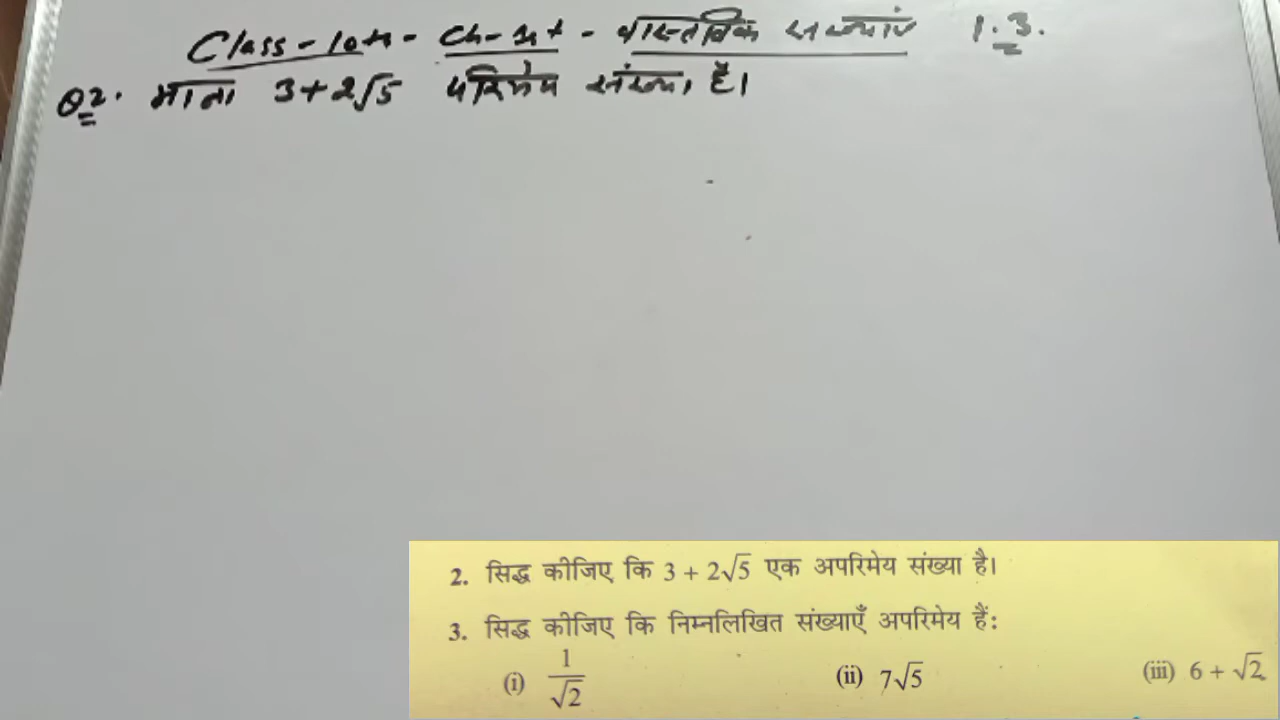 Class-10th- Ch-1st - वास्तविक संख्याएं 1.3.
Q2. माना 3+2√5 परिमेय संख्या है।
2. सिद्ध कीजिए कि 3 + 2√5 एक अपरिमेय संख्या है।
3. सिद्ध कीजिए कि निम्नलिखित संख्याएँ अपरिमेय हैं:
(i) 1/√2 (ii) 7√5 (iii) 6 + √2